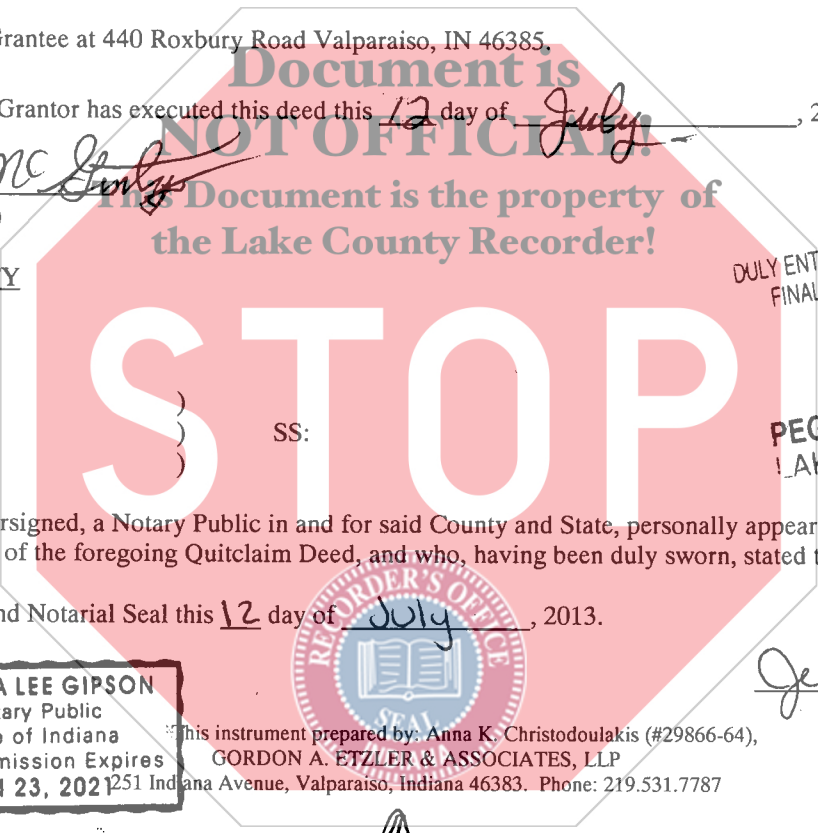 Grantee at 440 Roxbury Road Valparaiso, IN 46385.
Document is
Grantor has executed this deed this 12 day of July, 2
NOT OFFICIAL!
Mc
This Document is the property of
the Lake County Recorder!
)
Y
DULY ENT
FINAL
STOP
)
) SS:
)
PEG
LAK
rsigned, a Notary Public in and for said County and State, personally appear
of the foregoing Quitclaim Deed, and who, having been duly sworn, stated t
nd Notarial Seal this 12 day of July, 2013.
RECORDER'S OFFICE
SEAL
INDIANA
Je
A LEE GIPSON
tary Public
e of Indiana
mission Expires
l 23, 2021
This instrument prepared by: Anna K. Christodoulakis (#29866-64),
GORDON A. ETZLER & ASSOCIATES, LLP
251 Indiana Avenue, Valparaiso, Indiana 46383. Phone: 219.531.7787